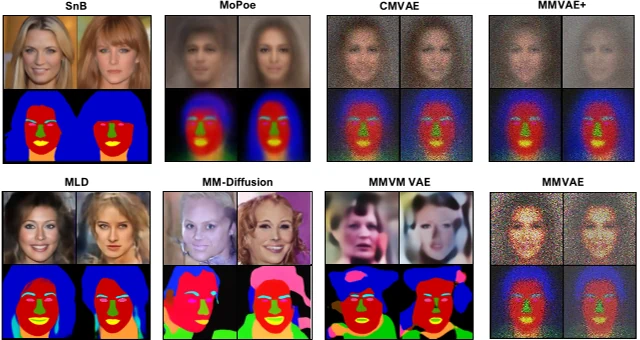 SnB
MoPoe
CMVAE
MMVAE+
MLD
MM-Diffusion
MMVM VAE
MMVAE